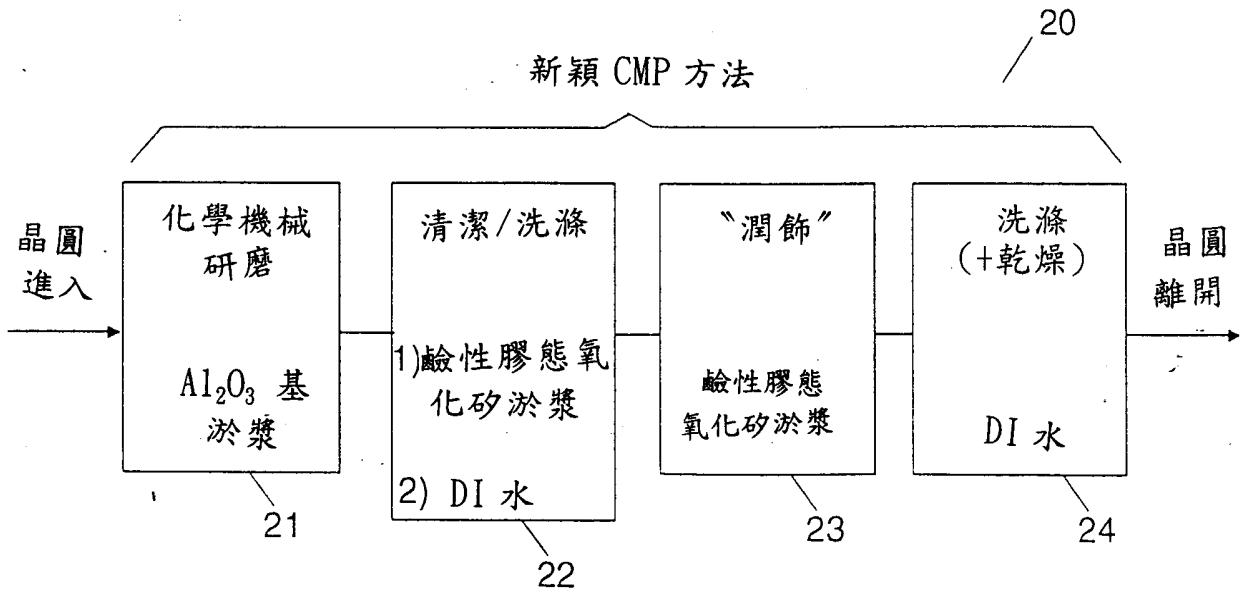 20
新穎 CMP 方法
晶圓
進入
化學機械
研磨
Al₂O₃ 基
淤漿
21
清潔/洗滌
1)鹼性膠態氧
化矽淤漿
2) DI 水
22
〝潤飾〞
鹼性膠態
氧化矽淤漿
23
洗滌
(+乾燥)
DI 水
24
晶圓
離開